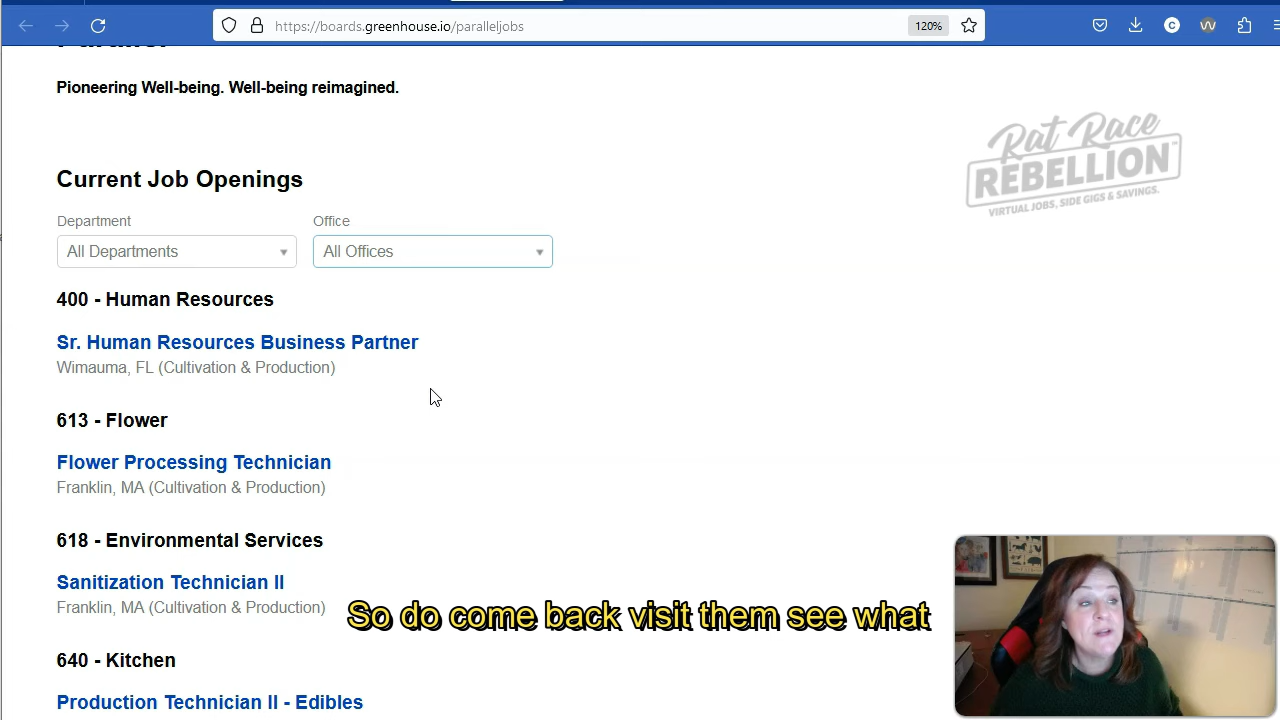 https://boards.greenhouse.io/paralleljobs
120%
Pioneering Well-being. Well-being reimagined.
Rat Race
REBELLION™
VIRTUAL JOBS, SIDE GIGS & SAVINGS.
Current Job Openings
Department
Office
All Departments
All Offices
400 - Human Resources
Sr. Human Resources Business Partner
Wimauma, FL (Cultivation & Production)
613 - Flower
Flower Processing Technician
Franklin, MA (Cultivation & Production)
618 - Environmental Services
Sanitization Technician II
Franklin, MA (Cultivation & Production)
So do come back visit them see what
640 - Kitchen
Production Technician II - Edibles